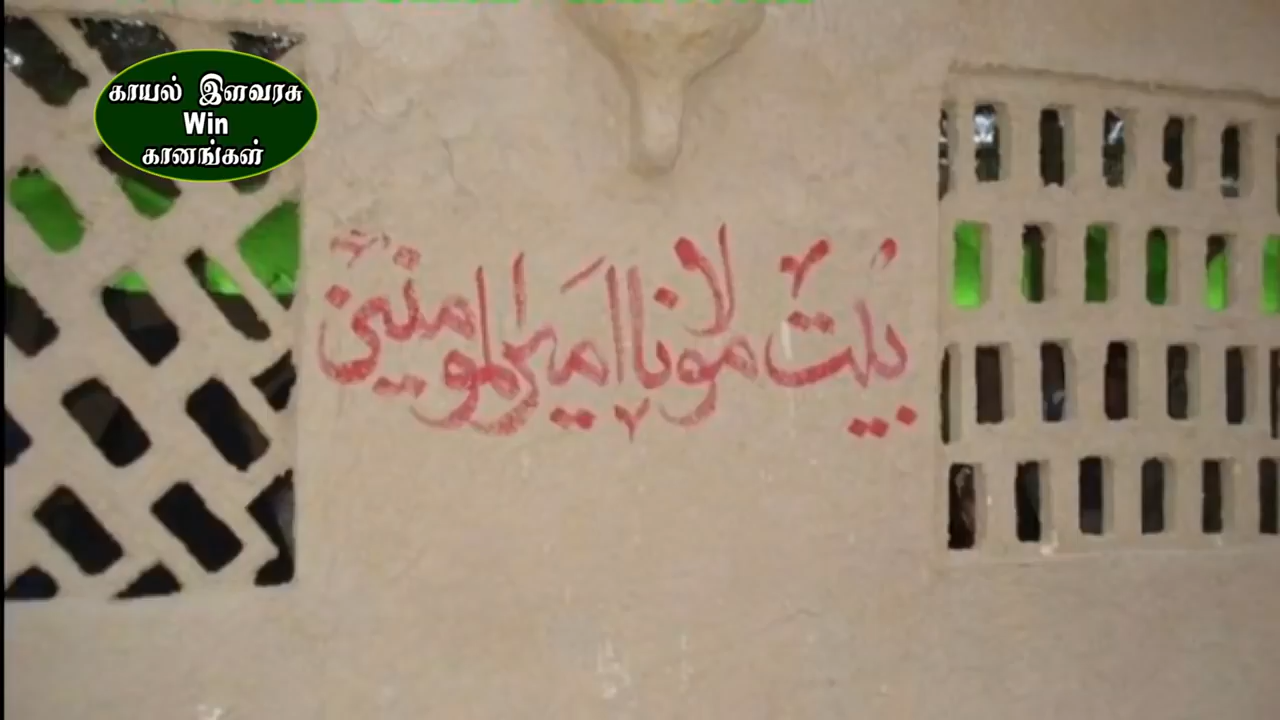 காயல் இளவரசு
Win
கானங்கள்
بيت مولانا امير المومنين